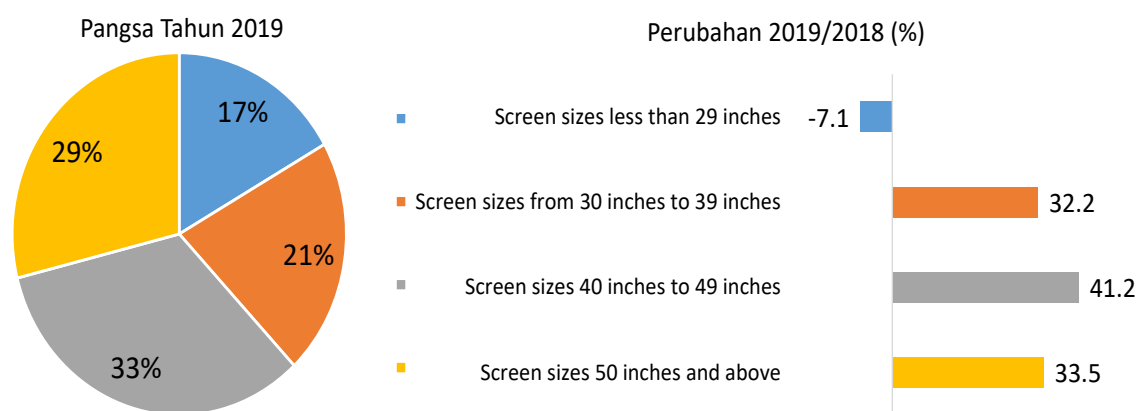 Pangsa Tahun 2019
17%
21%
33%
29%
Perubahan 2019/2018 (%)
Screen sizes less than 29 inches
-7.1
Screen sizes from 30 inches to 39 inches
32.2
Screen sizes 40 inches to 49 inches
41.2
Screen sizes 50 inches and above
33.5